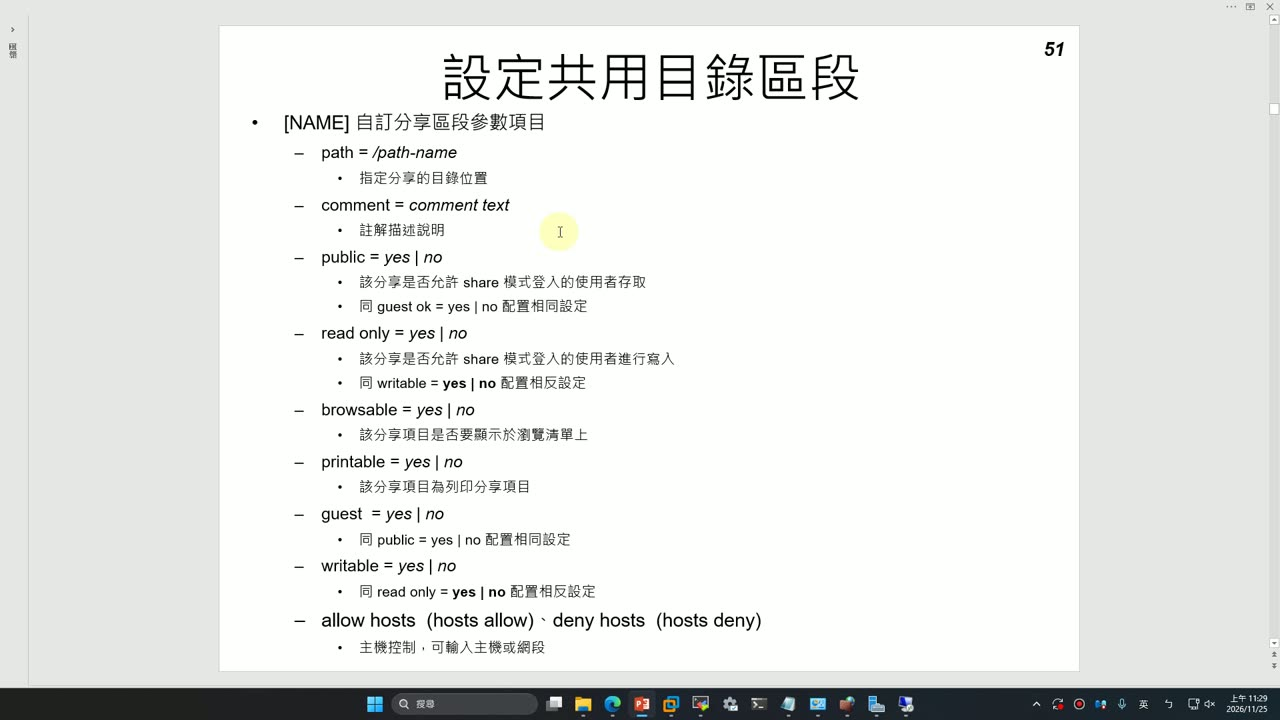 51
設定共用目錄區段
• [NAME] 自訂分享區段參數項目
– path = /path-name
• 指定分享的目錄位置
– comment = comment text
• 註解描述說明
– public = yes | no
• 該分享是否允許 share 模式登入的使用者存取
• 同 guest ok = yes | no 配置相同設定
– read only = yes | no
• 該分享是否允許 share 模式登入的使用者進行寫入
• 同 writable = yes | no 配置相反設定
– browsable = yes | no
• 該分享項目是否要顯示於瀏覽清單上
– printable = yes | no
• 該分享項目為列印分享項目
– guest = yes | no
• 同 public = yes | no 配置相同設定
– writable = yes | no
• 同 read only = yes | no 配置相反設定
– allow hosts (hosts allow)、deny hosts (hosts deny)
• 主機控制，可輸入主機或網段
搜尋
英
上午 11:29
2026/11/25